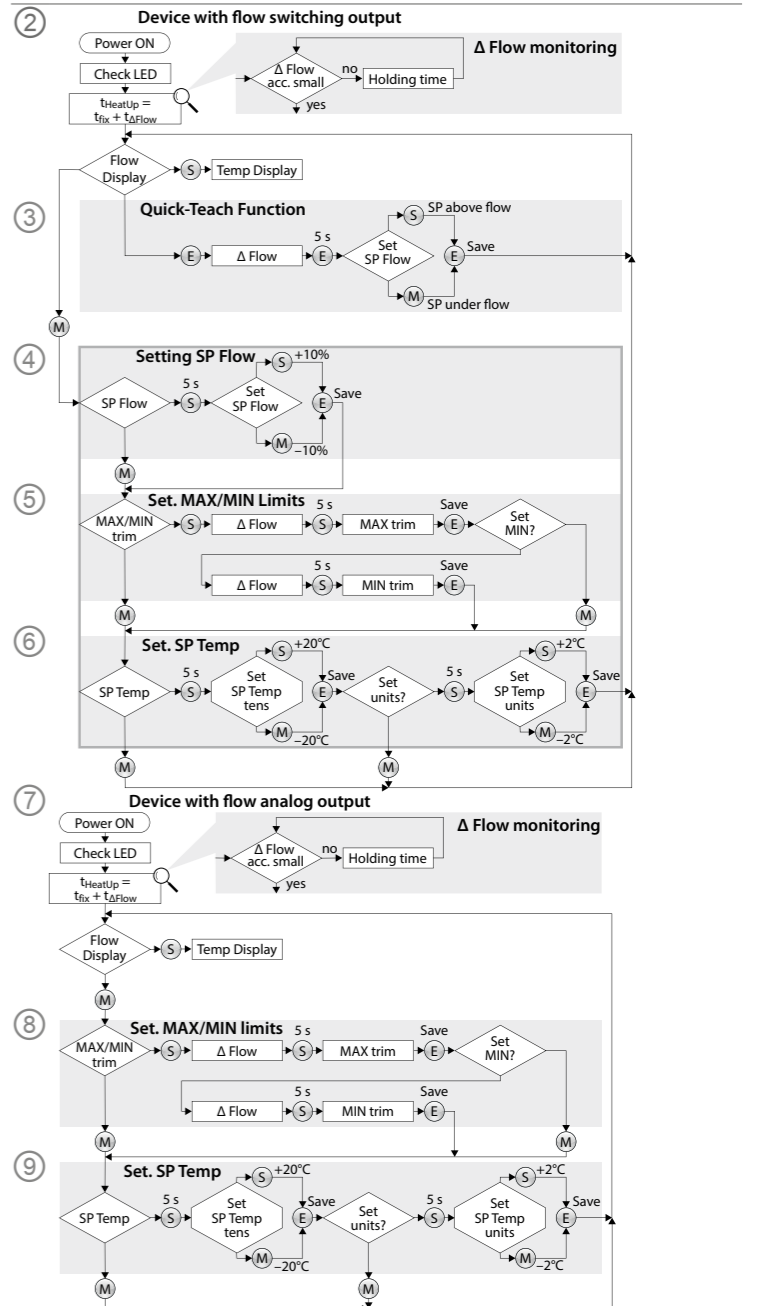 2
Device with flow switching output
Power ON
Check LED
tHeatUp =
tfix + tΔFlow
Δ Flow monitoring
Δ Flow
acc. small
no
Holding time
yes
Flow
Display
S
Temp Display
3
Quick-Teach Function
E
Δ Flow
5 s
E
Set
SP Flow
S
SP above flow
E
Save
M
SP under flow
M
4
Setting SP Flow
SP Flow
5 s
S
Set
SP Flow
S
+10%
E
Save
M
–10%
M
5
Set. MAX/MIN Limits
MAX/MIN
trim
S
Δ Flow
5 s
S
MAX trim
Save
E
Set
MIN?
Δ Flow
5 s
S
MIN trim
Save
E
M
M
6
Set. SP Temp
SP Temp
5 s
S
Set
SP Temp
tens
S
+20°C
E
Save
M
–20°C
Set
units?
5 s
S
Set
SP Temp
units
S
+2°C
E
Save
M
–2°C
M
M
7
Device with flow analog output
Power ON
Check LED
tHeatUp =
tfix + tΔFlow
Δ Flow monitoring
Δ Flow
acc. small
no
Holding time
yes
Flow
Display
S
Temp Display
M
8
Set. MAX/MIN limits
MAX/MIN
trim
S
Δ Flow
5 s
S
MAX trim
Save
E
Set
MIN?
Δ Flow
5 s
S
MIN trim
Save
E
M
M
9
Set. SP Temp
SP Temp
5 s
S
Set
SP Temp
tens
S
+20°C
E
Save
M
–20°C
Set
units?
5 s
S
Set
SP Temp
units
S
+2°C
E
Save
M
–2°C
M
M